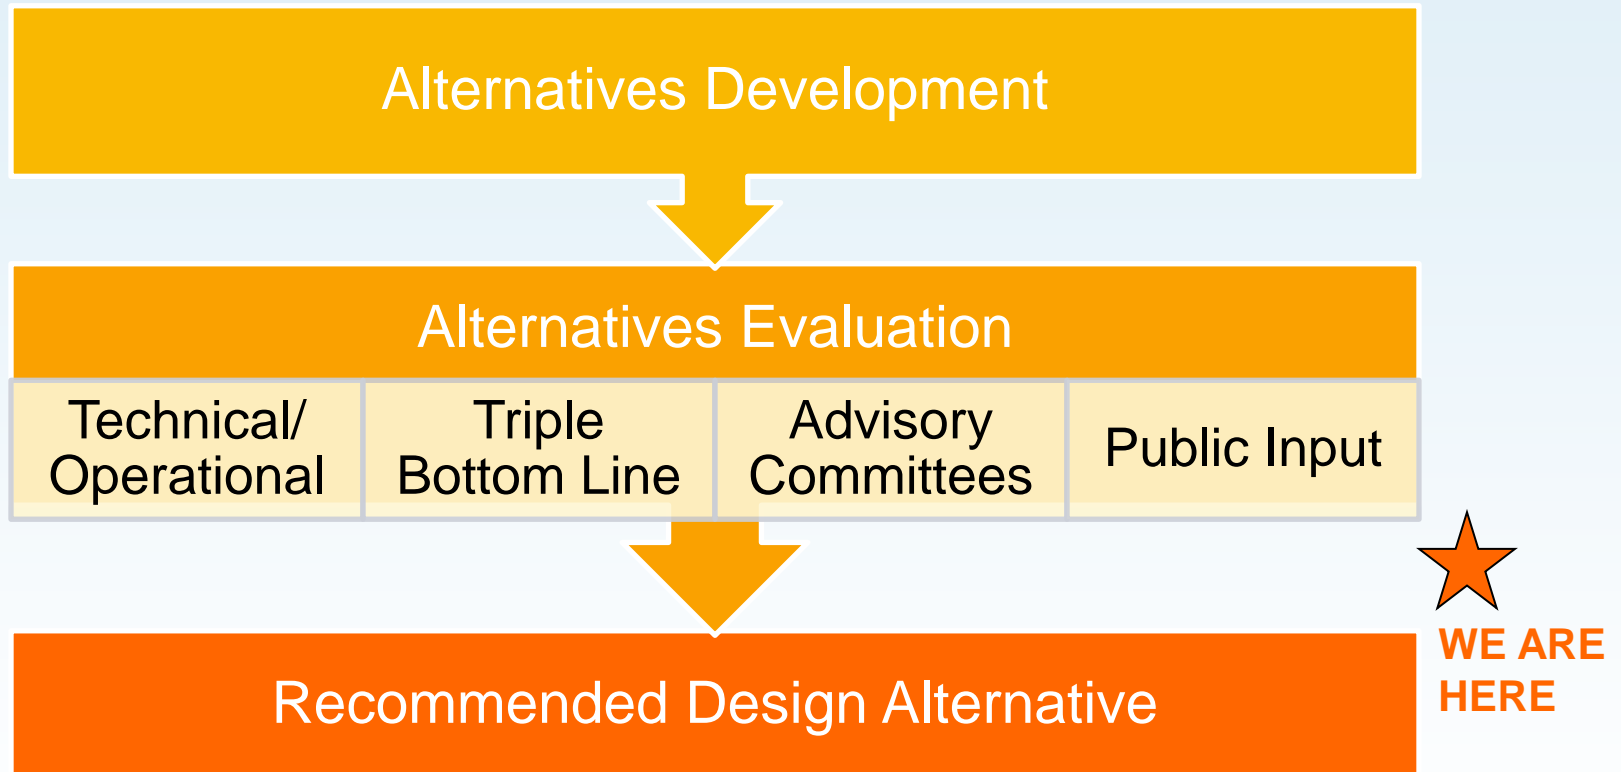 Alternatives Development
Alternatives Evaluation
Technical/
Operational
Triple
Bottom Line
Advisory
Committees
Public Input
WE ARE
HERE
Recommended Design Alternative